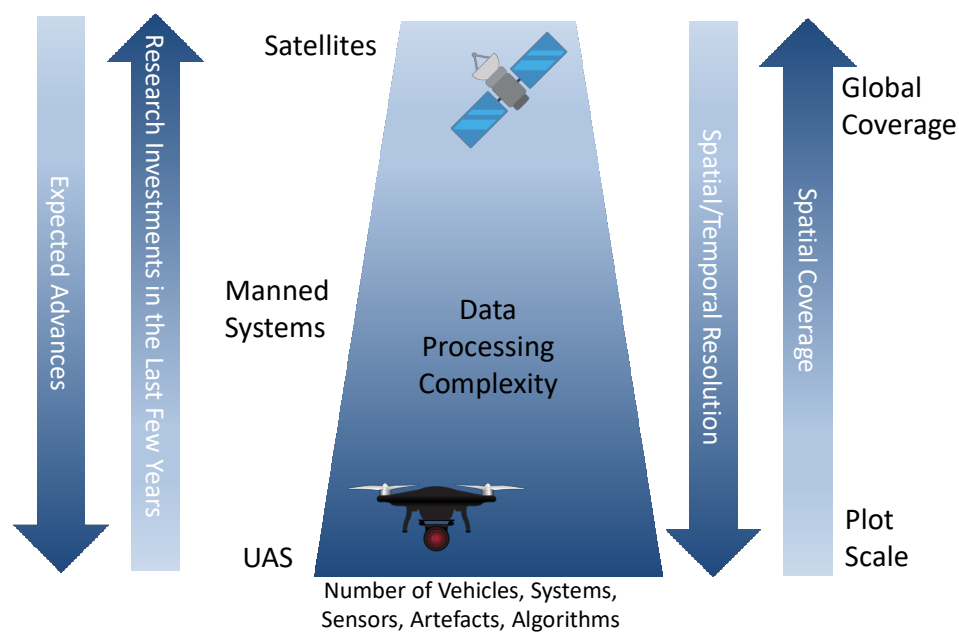 Expected Advances
Research Investments in the Last Few Years
Satellites
Manned
Systems
UAS
Data
Processing
Complexity
Number of Vehicles, Systems,
Sensors, Artefacts, Algorithms
Spatial/Temporal Resolution
Spatial Coverage
Global
Coverage
Plot
Scale